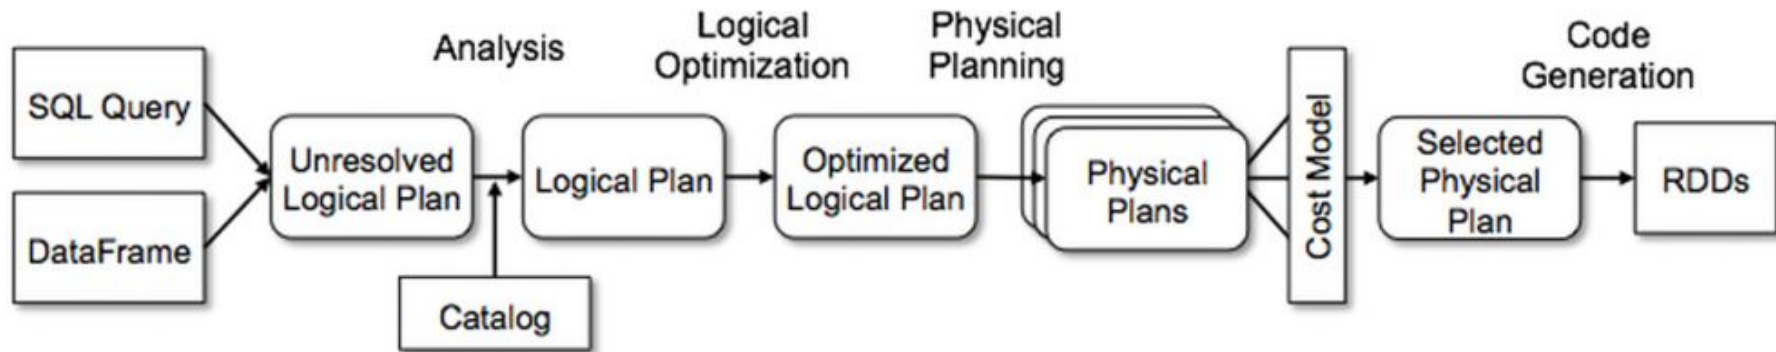 SQL Query
DataFrame
Unresolved
Logical Plan
Analysis
Catalog
Logical Plan
Logical
Optimization
Optimized
Logical Plan
Physical
Planning
Physical
Plans
Cost Model
Selected
Physical
Plan
Code
Generation
RDDs